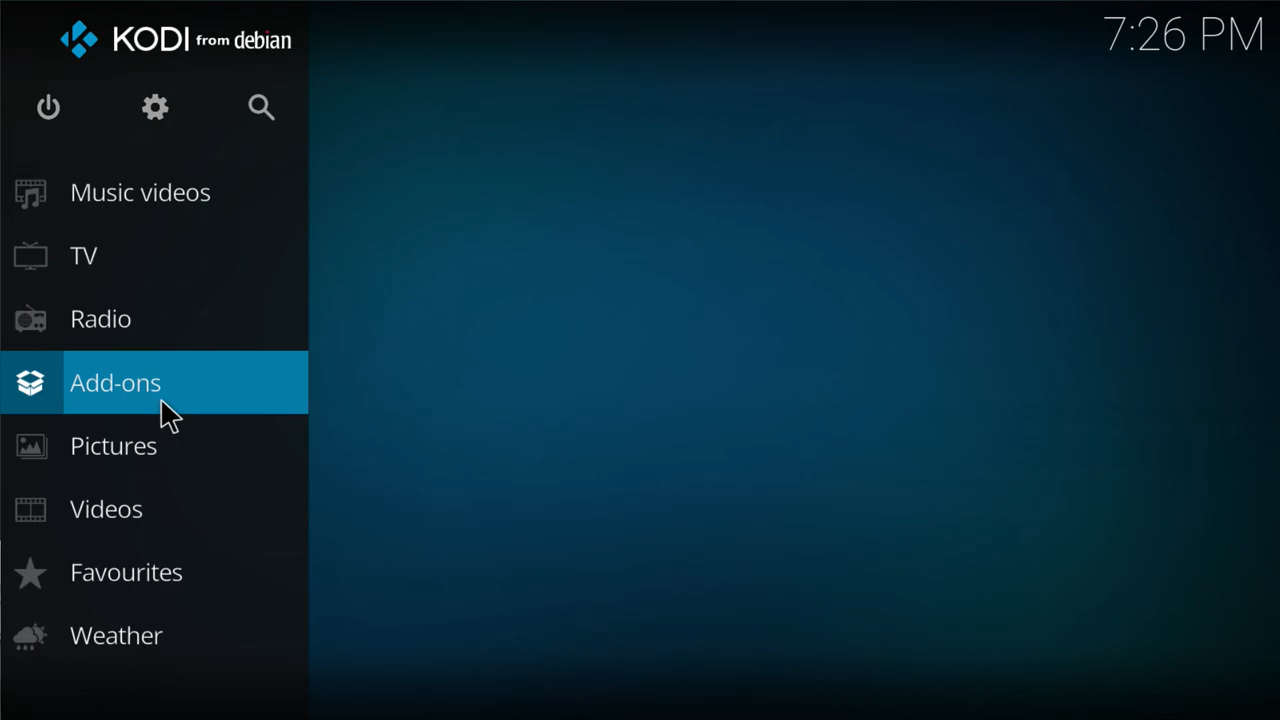 KODI from debian
7:26 PM
Music videos
TV
Radio
Add-ons
Pictures
Videos
Favourites
Weather